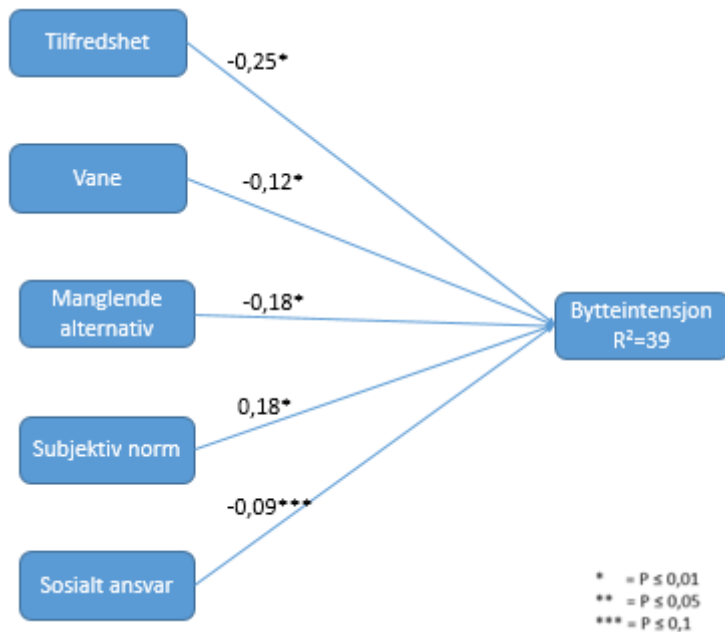 Tilfredshet
-0,25*
Vane
-0,12*
Manglende
alternativ
-0,18*
Bytteintensjon
R²=39
Subjektiv norm
0,18*
Sosialt ansvar
-0,09***
* = P ≤ 0,01
** = P ≤ 0,05
*** = P ≤ 0,1